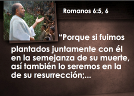 Romanos 6:5, 6
"Porque si fuimos
plantados juntamente con él
en la semejanza de su muerte,
así también lo seremos en la
de su resurrección;...